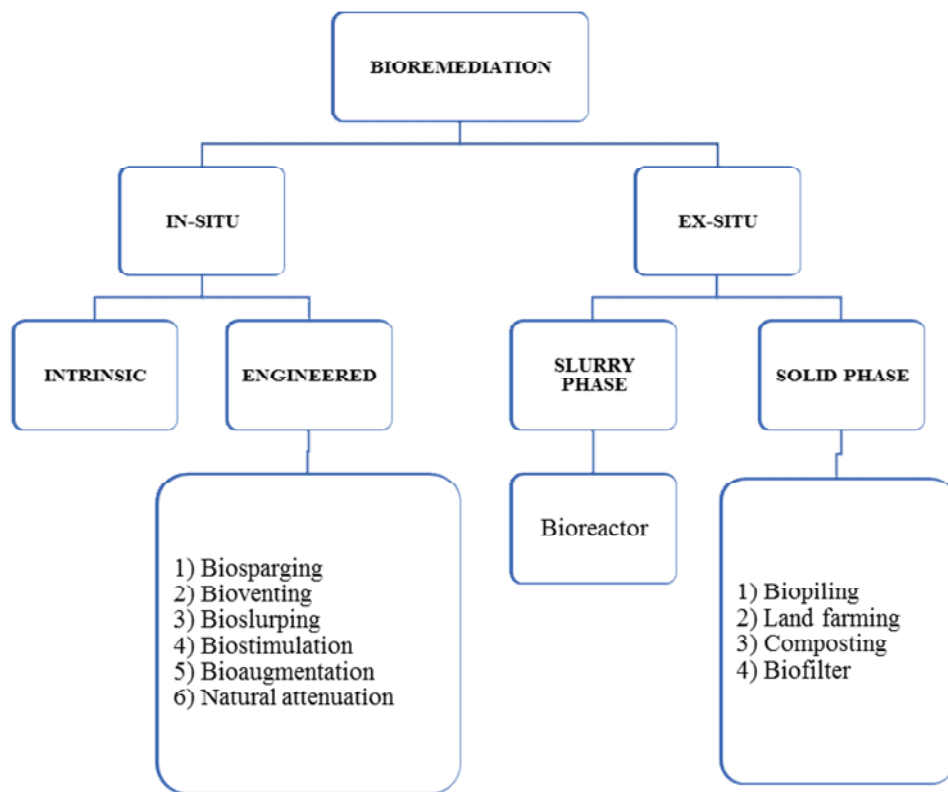 BIOREMEDIATION
IN-SITU
EX-SITU
INTRINSIC
ENGINEERED
SLURRY
PHASE
SOLID PHASE
1) Biosparging
2) Bioventing
3) Bioslurping
4) Biostimulation
5) Bioaugmentation
6) Natural attenuation
Bioreactor
1) Biopiling
2) Land farming
3) Composting
4) Biofilter